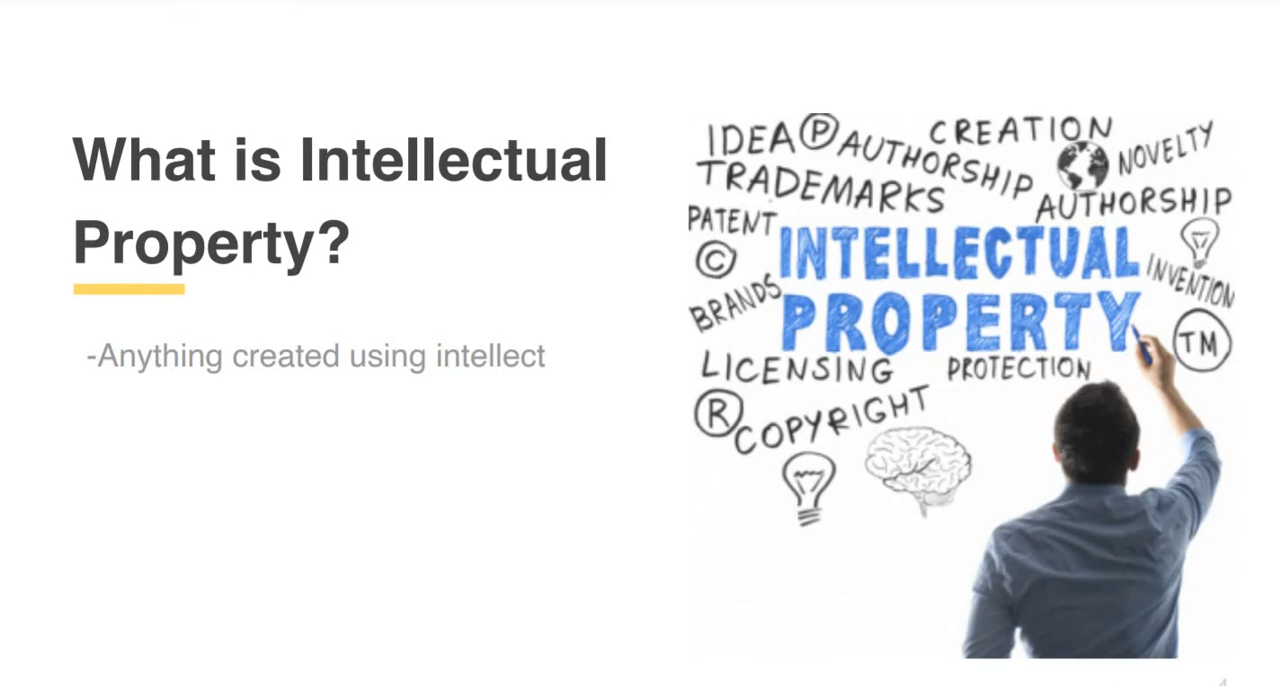 What is Intellectual
Property?
-Anything created using intellect
IDEA Ⓟ AUTHORSHIP CREATION NOVELTY
TRADEMARKS AUTHORSHIP
PATENT
©
INTELLECTUAL
PROPERTY
INVENTION
BRANDS
TM
LICENSING PROTECTION
®
COPYRIGHT
4